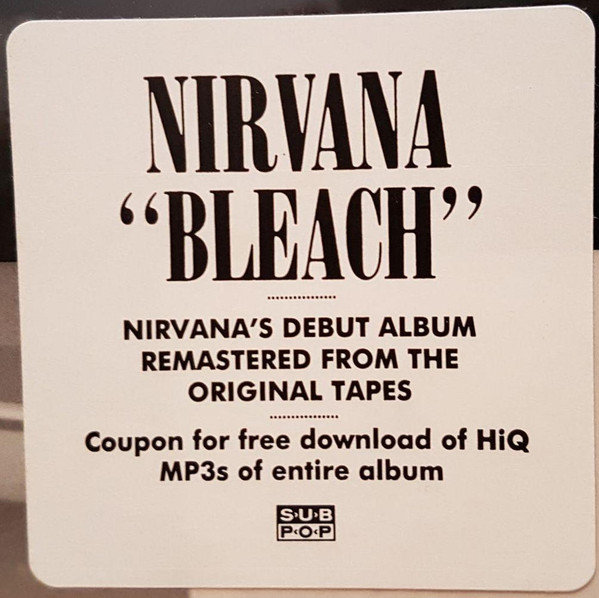 NIRVANA
“BLEACH”
NIRVANA'S DEBUT ALBUM
REMASTERED FROM THE
ORIGINAL TAPES
Coupon for free download of HiQ
MP3s of entire album
SUB
POP